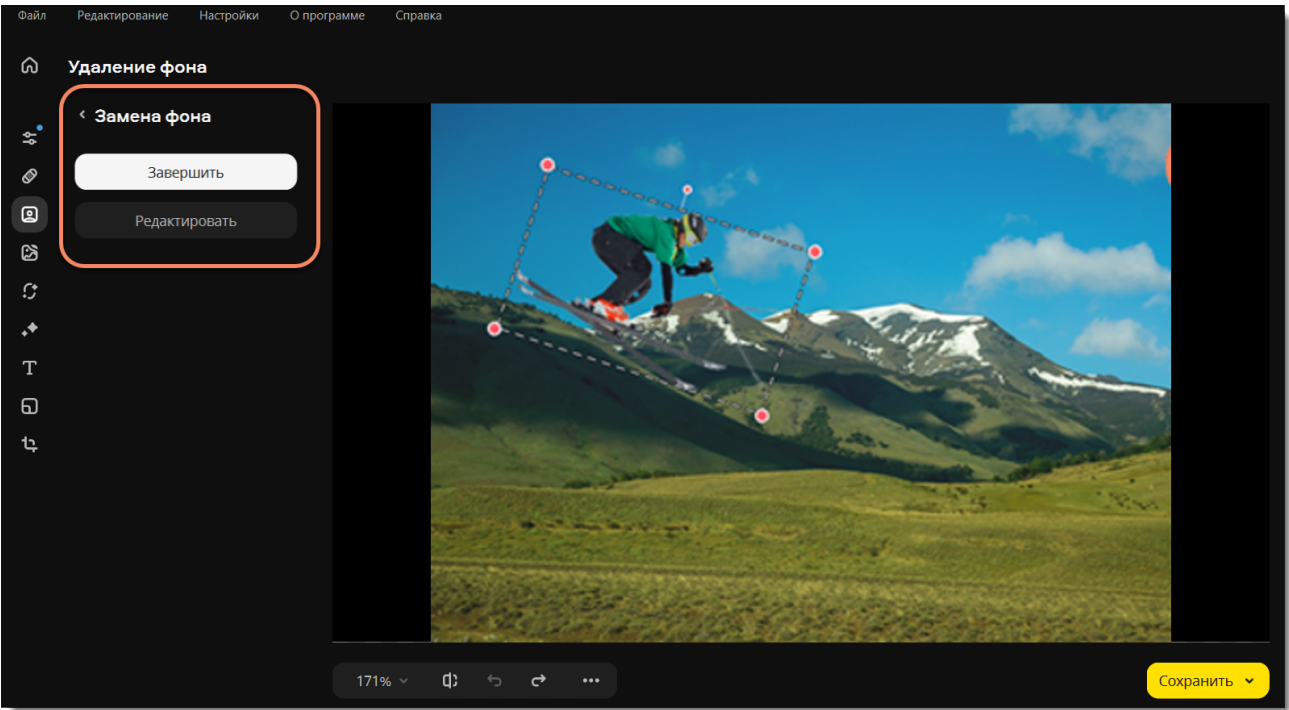 Файл Редактирование Настройки О программе Справка
Удаление фона
Замена фона
Завершить
Редактировать
T
171%
Сохранить